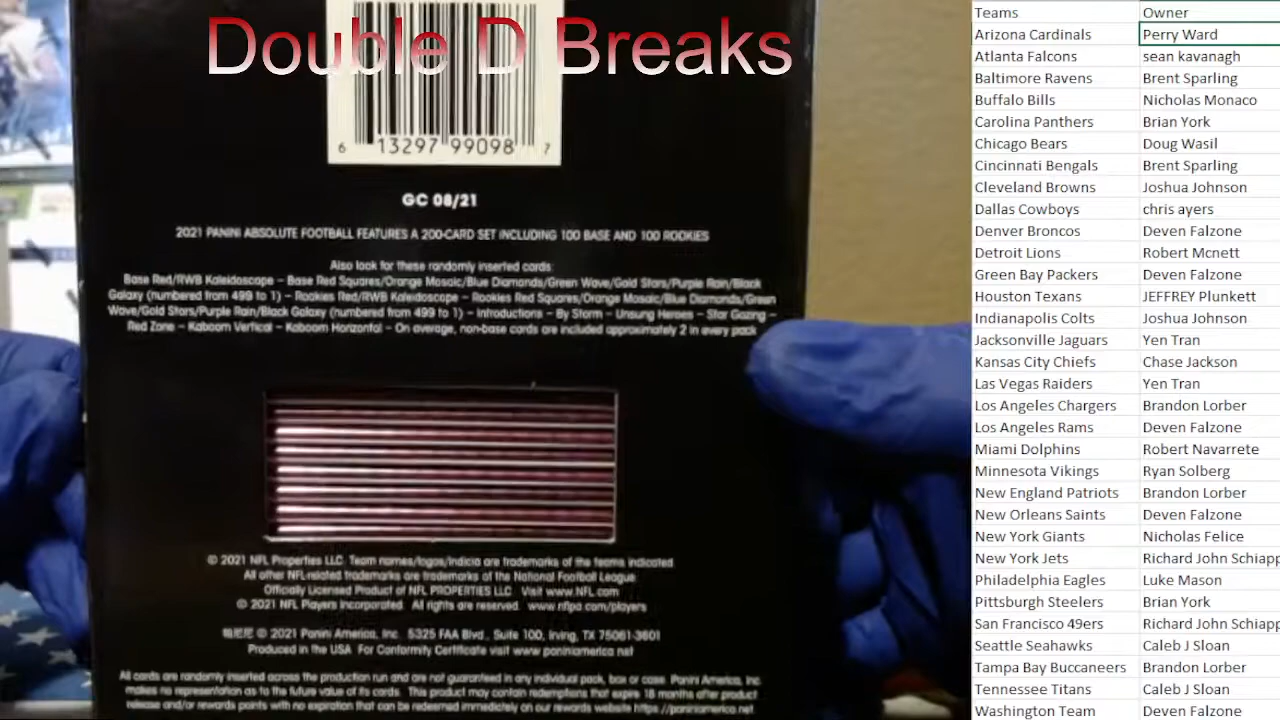 Double D Breaks
6 13297 99098 7
GC 08/21
2021 PANINI ABSOLUTE FOOTBALL FEATURES A 200-CARD SET INCLUDING 100 BASE AND 100 ROOKIES
Also look for these randomly inserted cards:
Base Red/RWB Kaleidoscope – Base Red Squares/Orange Mosaic/Blue Diamonds/Green Wave/Gold Stars/Purple Rain/Black
Galaxy (numbered from 499 to 1) – Rookies Red/RWB Kaleidoscope – Rookies Red Squares/Orange Mosaic/Blue Diamonds/Green
Wave/Gold Stars/Purple Rain/Black Galaxy (numbered from 499 to 1) – Introductions – By Storm – Unsung Heroes – Star Gazing –
Red Zone – Kaboom Vertical – Kaboom Horizontal – On average, non-base cards are included approximately 2 in every pack
© 2021 NFL Properties LLC. Team names/logos/indicia are trademarks of the teams indicated.
All other NFL-related trademarks are trademarks of the National Football League.
Officially Licensed Product of NFL PROPERTIES LLC. Visit www.NFL.com
© 2021 NFL Players Incorporated. All rights are reserved. www.nflpa.com/players
© 2021 Panini America, Inc. 5325 FAA Blvd., Suite 100, Irving, TX 75061-3601
Produced in the USA. For Conformity Certificate visit www.paniniamerica.net
All cards are randomly inserted across the production run and are not guaranteed in any individual pack, box or case. Panini America, Inc.
makes no representation as to the future value of its cards. This product may contain redemptions that expire 18 months after product
release and/or rewards points with no expiration that can be redeemed immediately on our rewards website https://paniniamerica.net
Teams Owner
Arizona Cardinals Perry Ward
Atlanta Falcons sean kavanagh
Baltimore Ravens Brent Sparling
Buffalo Bills Nicholas Monaco
Carolina Panthers Brian York
Chicago Bears Doug Wasil
Cincinnati Bengals Brent Sparling
Cleveland Browns Joshua Johnson
Dallas Cowboys chris ayers
Denver Broncos Deven Falzone
Detroit Lions Robert Mcnett
Green Bay Packers Deven Falzone
Houston Texans JEFFREY Plunkett
Indianapolis Colts Joshua Johnson
Jacksonville Jaguars Yen Tran
Kansas City Chiefs Chase Jackson
Las Vegas Raiders Yen Tran
Los Angeles Chargers Brandon Lorber
Los Angeles Rams Deven Falzone
Miami Dolphins Robert Navarrete
Minnesota Vikings Ryan Solberg
New England Patriots Brandon Lorber
New Orleans Saints Deven Falzone
New York Giants Nicholas Felice
New York Jets Richard John Schiapp
Philadelphia Eagles Luke Mason
Pittsburgh Steelers Brian York
San Francisco 49ers Richard John Schiapp
Seattle Seahawks Caleb J Sloan
Tampa Bay Buccaneers Brandon Lorber
Tennessee Titans Caleb J Sloan
Washington Team Deven Falzone